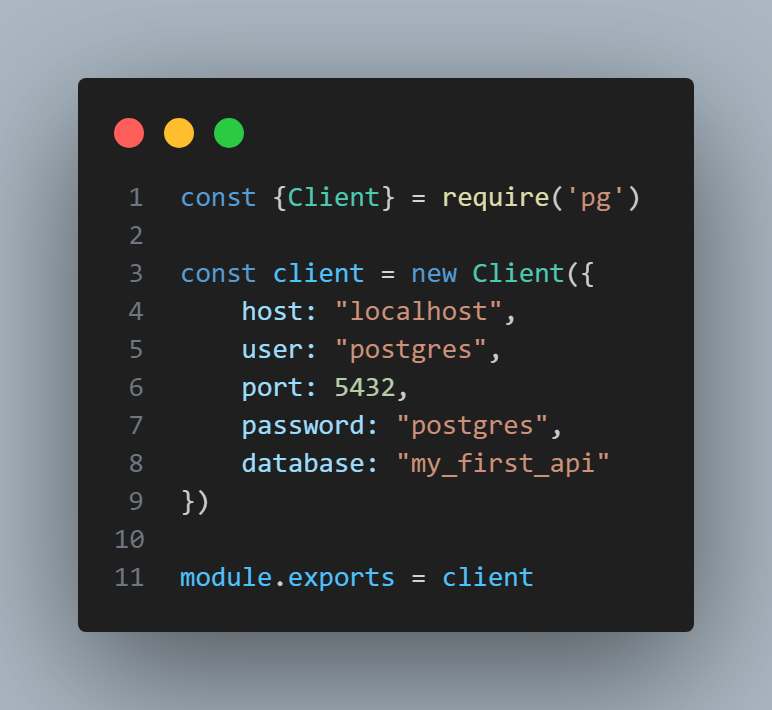 1 const {Client} = require('pg')
2
3 const client = new Client({
4     host: "localhost",
5     user: "postgres",
6     port: 5432,
7     password: "postgres",
8     database: "my_first_api"
9 })
10
11 module.exports = client